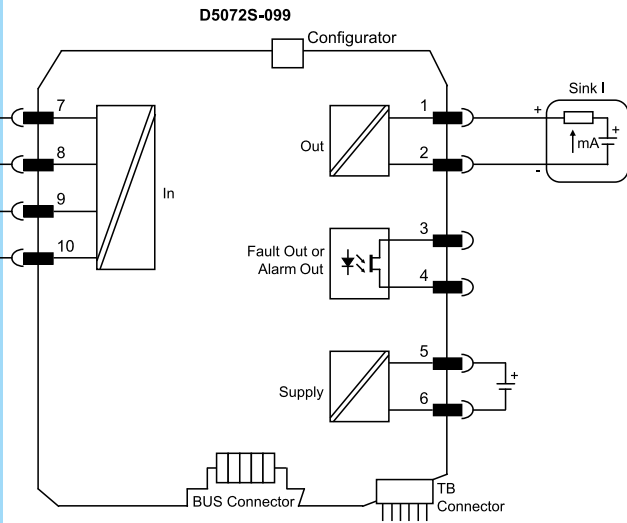 D5072S-099
Configurator
Sink I
7
1
+
+
mA
8
Out
2
-
In
9
3
10
Fault Out or
Alarm Out
4
5
+
Supply
6
BUS Connector
TB
Connector